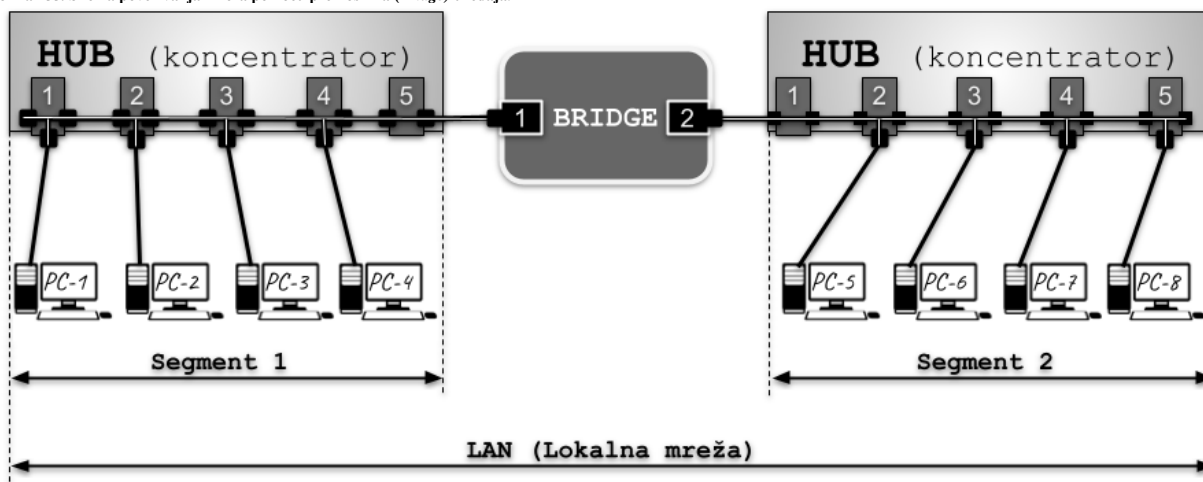 HUB (koncentrator)
1 2 3 4 5
1 BRIDGE 2
HUB (koncentrator)
1 2 3 4 5
PC-1 PC-2 PC-3 PC-4
PC-5 PC-6 PC-7 PC-8
Segment 1
Segment 2
LAN (Lokalna mreža)